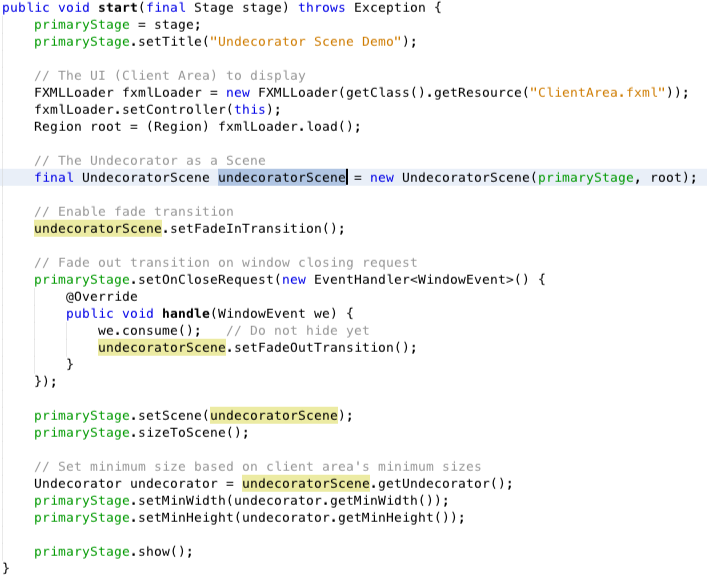 public void start(final Stage stage) throws Exception {
primaryStage = stage;
primaryStage.setTitle("Undecorator Scene Demo");
// The UI (Client Area) to display
FXMLLoader fxmlLoader = new FXMLLoader(getClass().getResource("ClientArea.fxml"));
fxmlLoader.setController(this);
Region root = (Region) fxmlLoader.load();
// The Undecorator as a Scene
final UndecoratorScene undecoratorScene = new UndecoratorScene(primaryStage, root);
// Enable fade transition
undecoratorScene.setFadeInTransition();
// Fade out transition on window closing request
primaryStage.setOnCloseRequest(new EventHandler<WindowEvent>() {
@Override
public void handle(WindowEvent we) {
we.consume();   // Do not hide yet
undecoratorScene.setFadeOutTransition();
}
});
primaryStage.setScene(undecoratorScene);
primaryStage.sizeToScene();
// Set minimum size based on client area's minimum sizes
Undecorator undecorator = undecoratorScene.getUndecorator();
primaryStage.setMinWidth(undecorator.getMinWidth());
primaryStage.setMinHeight(undecorator.getMinHeight());
primaryStage.show();
}